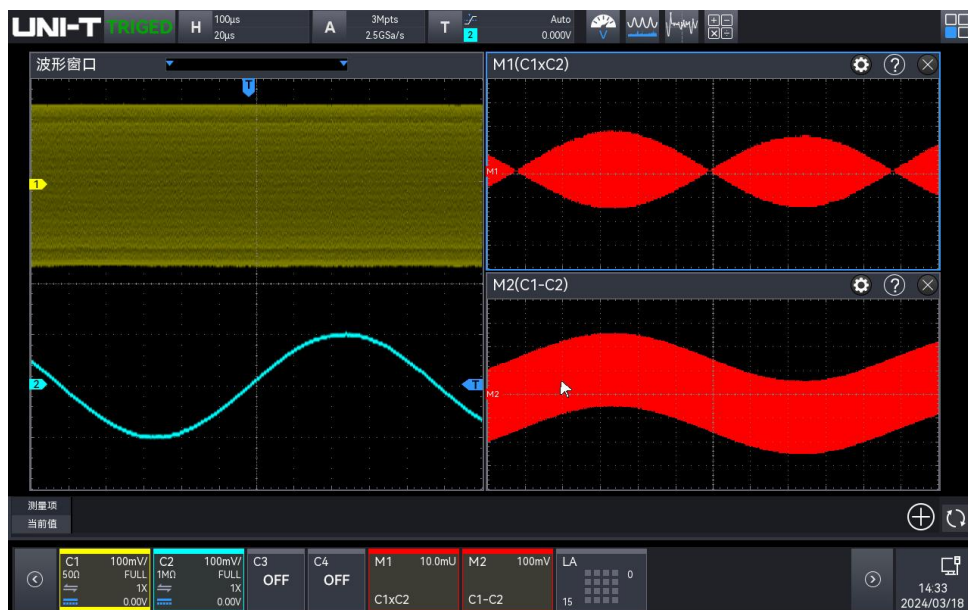 UNI-T TRIGED H 100μs A 3Mpts T Auto
20μs 2.5GSa/s 2 0.000V
波形窗口
T
1
2
T
M1(C1xC2)
M1
M2(C1-C2)
M2
测量项
当前值
C1 100mV/
50Ω FULL
1X
0.00V
C2 100mV/
1MΩ FULL
1X
0.00V
C3
OFF
C4
OFF
M1 10.0mU
C1xC2
M2 100mV
C1-C2
LA
0
15
14:33
2024/03/18